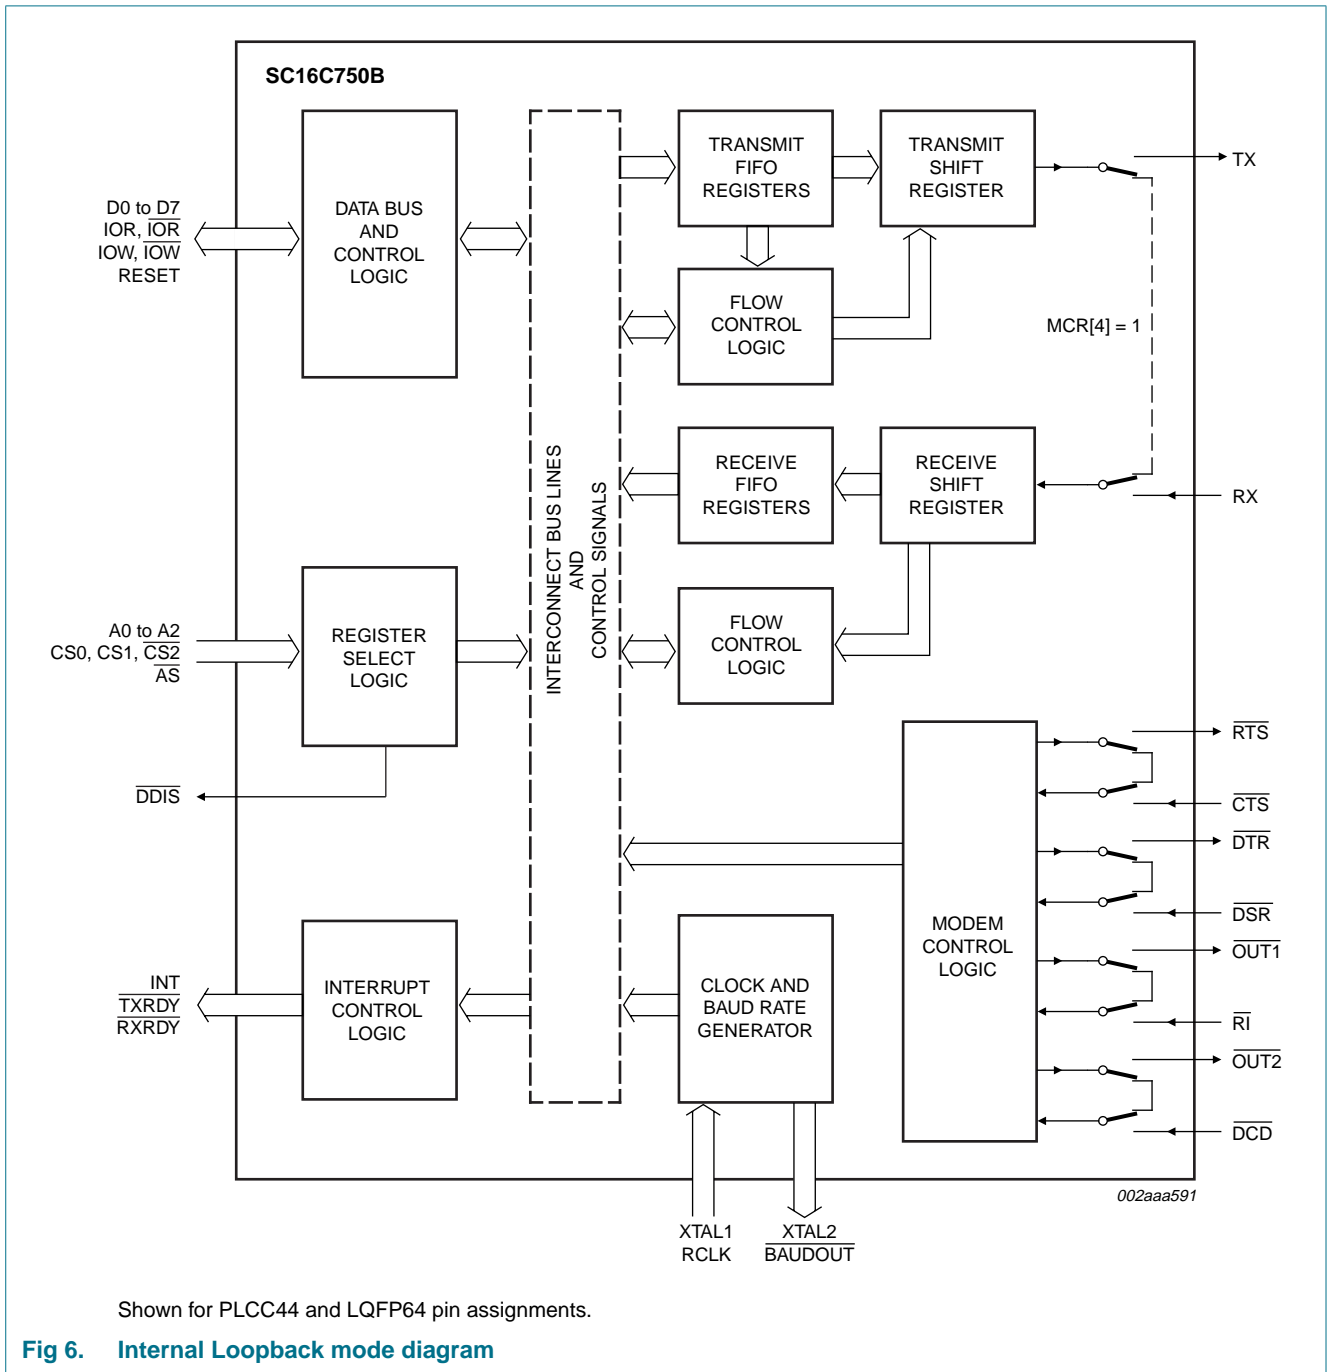 SC16C750B
D0 to D7
IOR, IOR
IOW, IOW
RESET
DATA BUS
AND
CONTROL
LOGIC
TRANSMIT
FIFO
REGISTERS
TRANSMIT
SHIFT
REGISTER
TX
FLOW
CONTROL
LOGIC
MCR[4] = 1
INTERCONNECT BUS LINES
AND
CONTROL SIGNALS
RECEIVE
FIFO
REGISTERS
RECEIVE
SHIFT
REGISTER
RX
A0 to A2
CS0, CS1, CS2
AS
REGISTER
SELECT
LOGIC
FLOW
CONTROL
LOGIC
DDIS
RTS
CTS
DTR
DSR
OUT1
RI
OUT2
DCD
MODEM
CONTROL
LOGIC
INT
TXRDY
RXRDY
INTERRUPT
CONTROL
LOGIC
CLOCK AND
BAUD RATE
GENERATOR
XTAL1
RCLK
XTAL2
BAUDOUT
002aaa591
Shown for PLCC44 and LQFP64 pin assignments.
Fig 6. Internal Loopback mode diagram